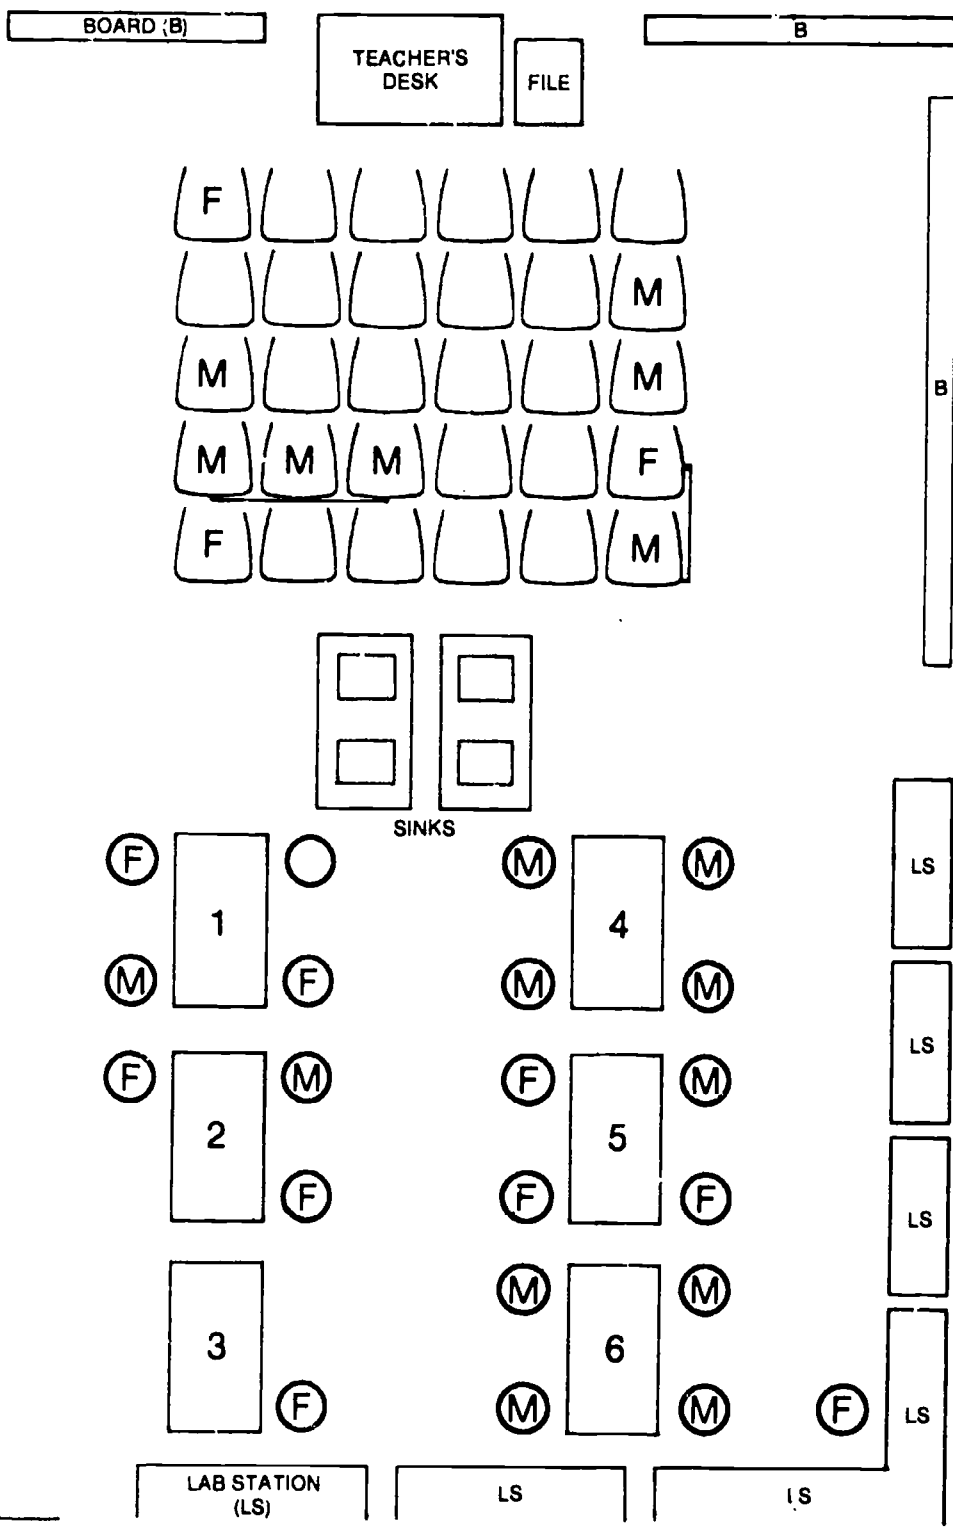 BOARD (B)
B
TEACHER'S
DESK
FILE
F
M
M
M
B
M
M
M
F
F
M
SINKS
F
M
M
LS
1
4
M
F
M
M
LS
F
M
F
M
2
5
F
F
F
LS
M
M
3
6
F
M
M
F
LS
LAB STATION
(LS)
LS
LS